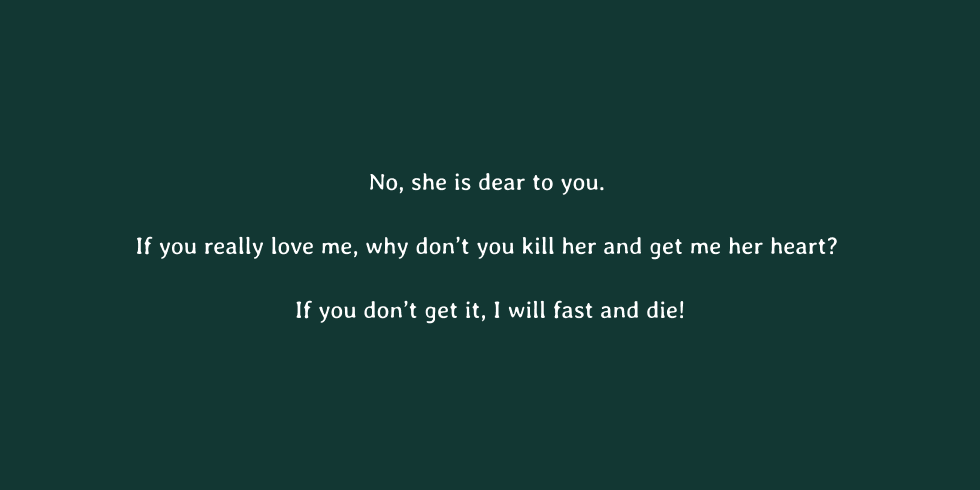 No, she is dear to you.
If you really love me, why don’t you kill her and get me her heart?
If you don’t get it, I will fast and die!